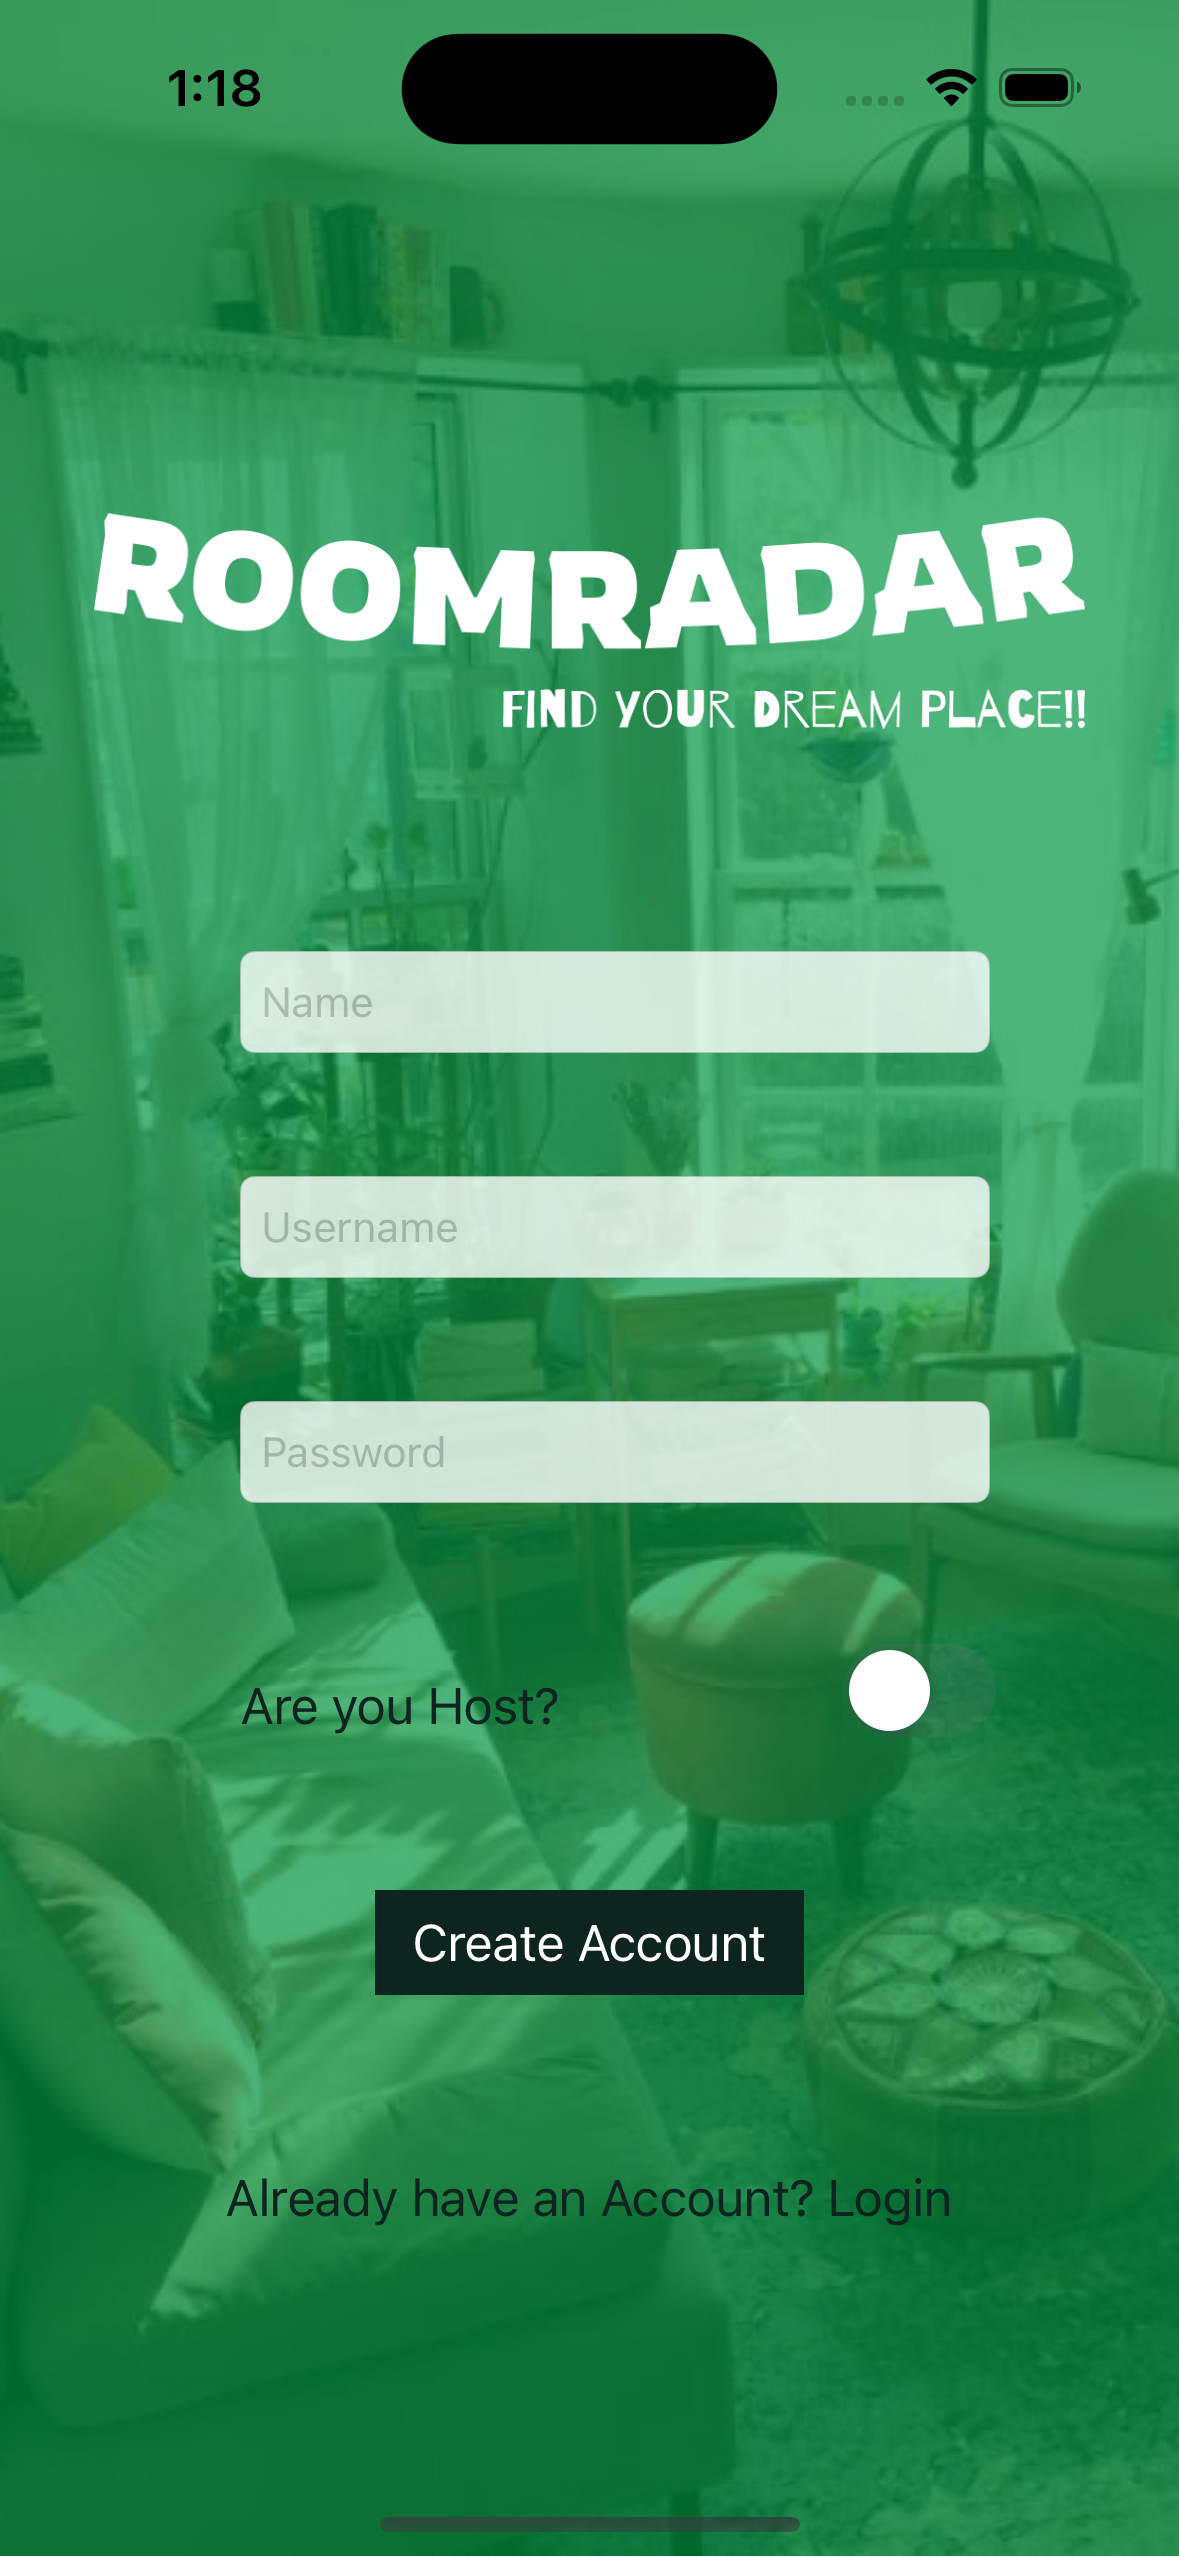 1:18
ROOMRADAR
FIND YOUR DREAM PLACE!!
Name
Username
Password
Are you Host?
Create Account
Already have an Account? Login